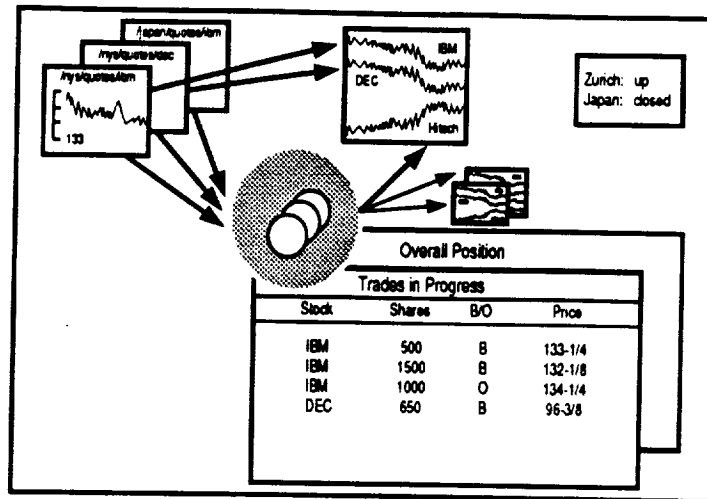 /japan/quotes/ibm
/nys/quotes/dec
/nys/quotes/ibm
133
IBM
DEC
Hitech
Zurich: up
Japan: closed
Overall Position
Trades in Progress
Stock Shares B/O Price
IBM 500 B 133-1/4
IBM 1500 B 132-1/8
IBM 1000 O 134-1/4
DEC 650 B 96-3/8